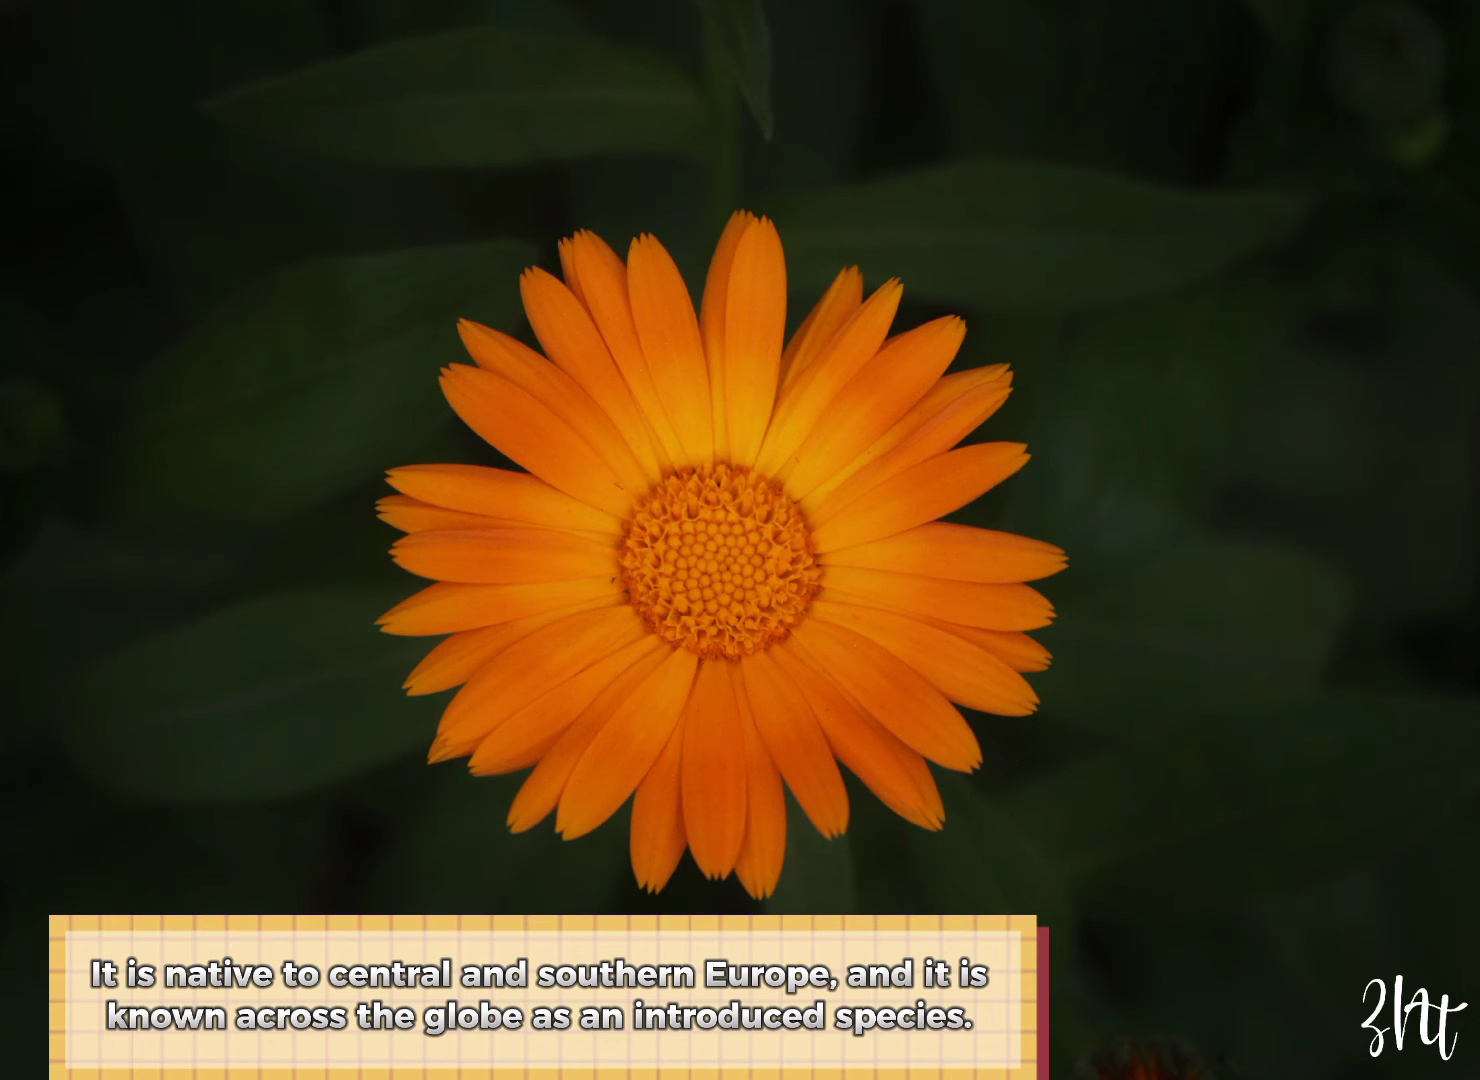 It is native to central and southern Europe, and it is
known across the globe as an introduced species.